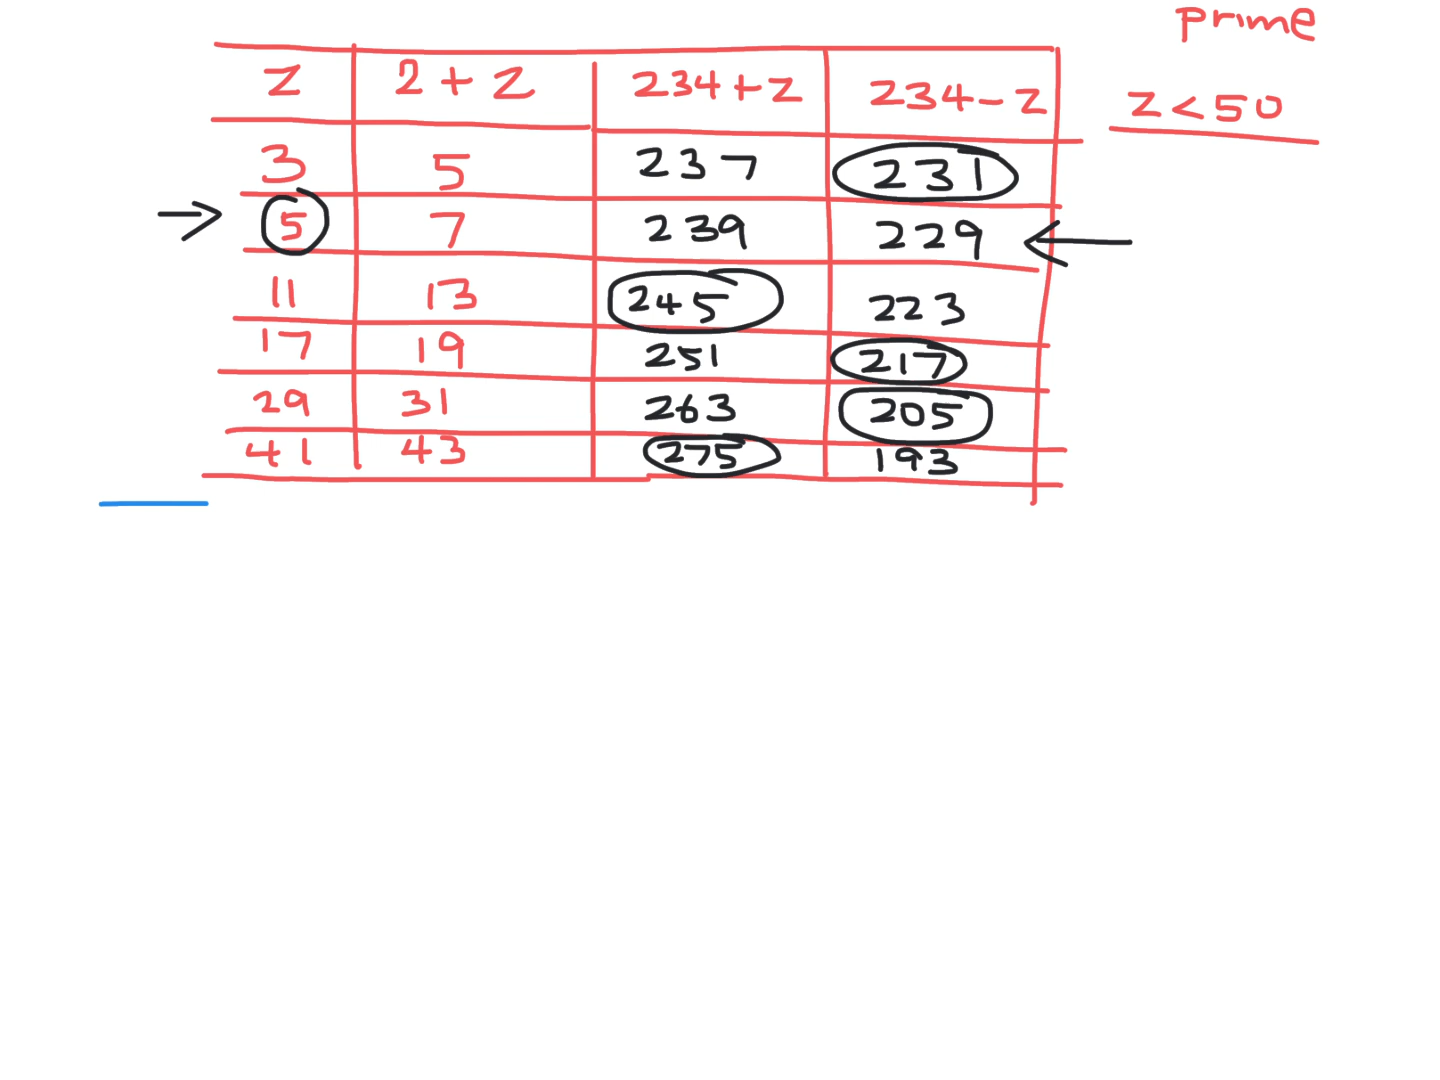 prime
z 2 + z 234 + z 234 - z z < 50
3 5 237 231
5 7 239 229
11 13 245 223
17 19 251 217
29 31 263 205
41 43 275 193